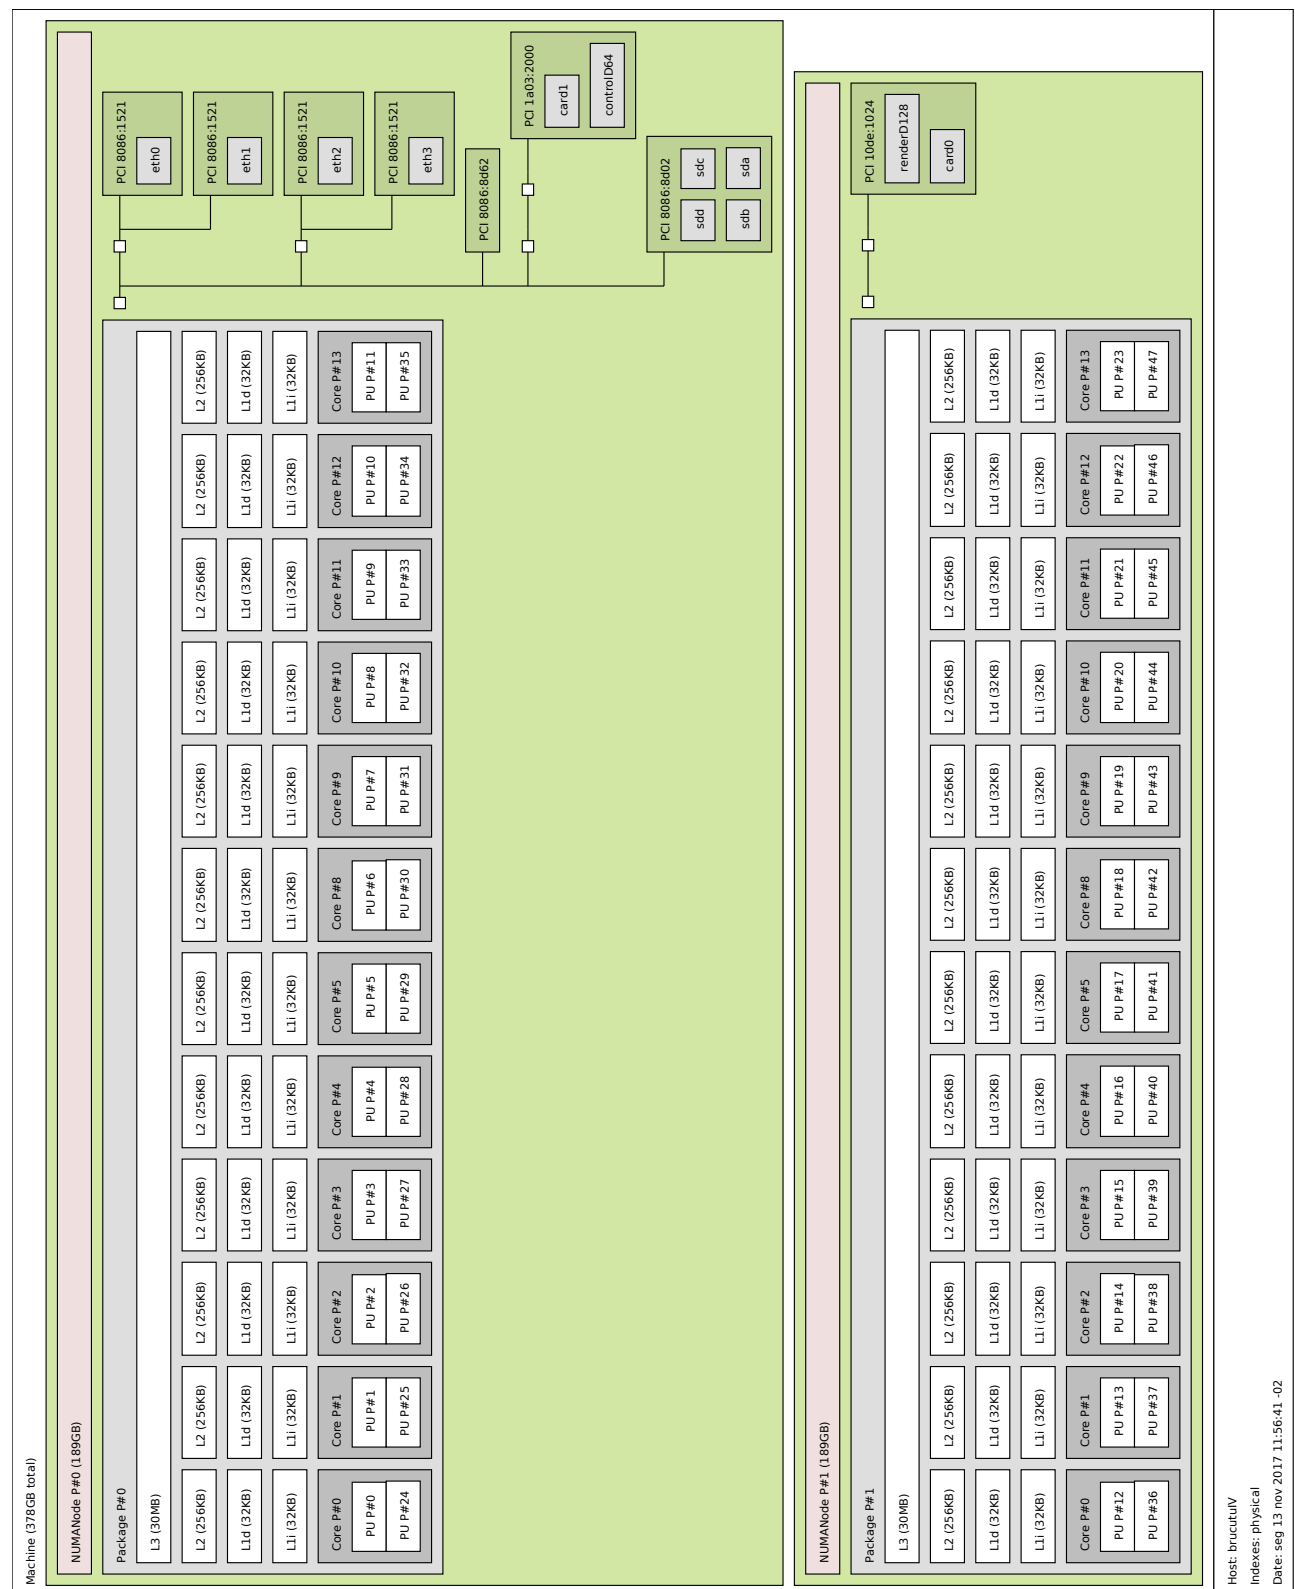 Machine (378GB total)
NUMANode P#0 (189GB)
Package P#0
L3 (30MB)
L2 (256KB) L2 (256KB) L2 (256KB) L2 (256KB) L2 (256KB) L2 (256KB) L2 (256KB) L2 (256KB) L2 (256KB) L2 (256KB) L2 (256KB) L2 (256KB)
L1d (32KB) L1d (32KB) L1d (32KB) L1d (32KB) L1d (32KB) L1d (32KB) L1d (32KB) L1d (32KB) L1d (32KB) L1d (32KB) L1d (32KB) L1d (32KB)
L1i (32KB) L1i (32KB) L1i (32KB) L1i (32KB) L1i (32KB) L1i (32KB) L1i (32KB) L1i (32KB) L1i (32KB) L1i (32KB) L1i (32KB) L1i (32KB)
Core P#0 Core P#1 Core P#2 Core P#3 Core P#4 Core P#5 Core P#8 Core P#9 Core P#10 Core P#11 Core P#12 Core P#13
PU P#0 PU P#1 PU P#2 PU P#3 PU P#4 PU P#5 PU P#6 PU P#7 PU P#8 PU P#9 PU P#10 PU P#11
PU P#24 PU P#25 PU P#26 PU P#27 PU P#28 PU P#29 PU P#30 PU P#31 PU P#32 PU P#33 PU P#34 PU P#35
PCI 8086:1521
eth0
PCI 8086:1521
eth1
PCI 8086:1521
eth2
PCI 8086:1521
eth3
PCI 8086:8d62
PCI 1a03:2000
card1
controlD64
PCI 8086:8d02
sdd sdc
sdb sda
NUMANode P#1 (189GB)
Package P#1
L3 (30MB)
L2 (256KB) L2 (256KB) L2 (256KB) L2 (256KB) L2 (256KB) L2 (256KB) L2 (256KB) L2 (256KB) L2 (256KB) L2 (256KB) L2 (256KB) L2 (256KB)
L1d (32KB) L1d (32KB) L1d (32KB) L1d (32KB) L1d (32KB) L1d (32KB) L1d (32KB) L1d (32KB) L1d (32KB) L1d (32KB) L1d (32KB) L1d (32KB)
L1i (32KB) L1i (32KB) L1i (32KB) L1i (32KB) L1i (32KB) L1i (32KB) L1i (32KB) L1i (32KB) L1i (32KB) L1i (32KB) L1i (32KB) L1i (32KB)
Core P#0 Core P#1 Core P#2 Core P#3 Core P#4 Core P#5 Core P#8 Core P#9 Core P#10 Core P#11 Core P#12 Core P#13
PU P#12 PU P#13 PU P#14 PU P#15 PU P#16 PU P#17 PU P#18 PU P#19 PU P#20 PU P#21 PU P#22 PU P#23
PU P#36 PU P#37 PU P#38 PU P#39 PU P#40 PU P#41 PU P#42 PU P#43 PU P#44 PU P#45 PU P#46 PU P#47
PCI 10de:1024
renderD128
card0
Host: brucutuIV
Indexes: physical
Date: seg 13 nov 2017 11:56:41 -02